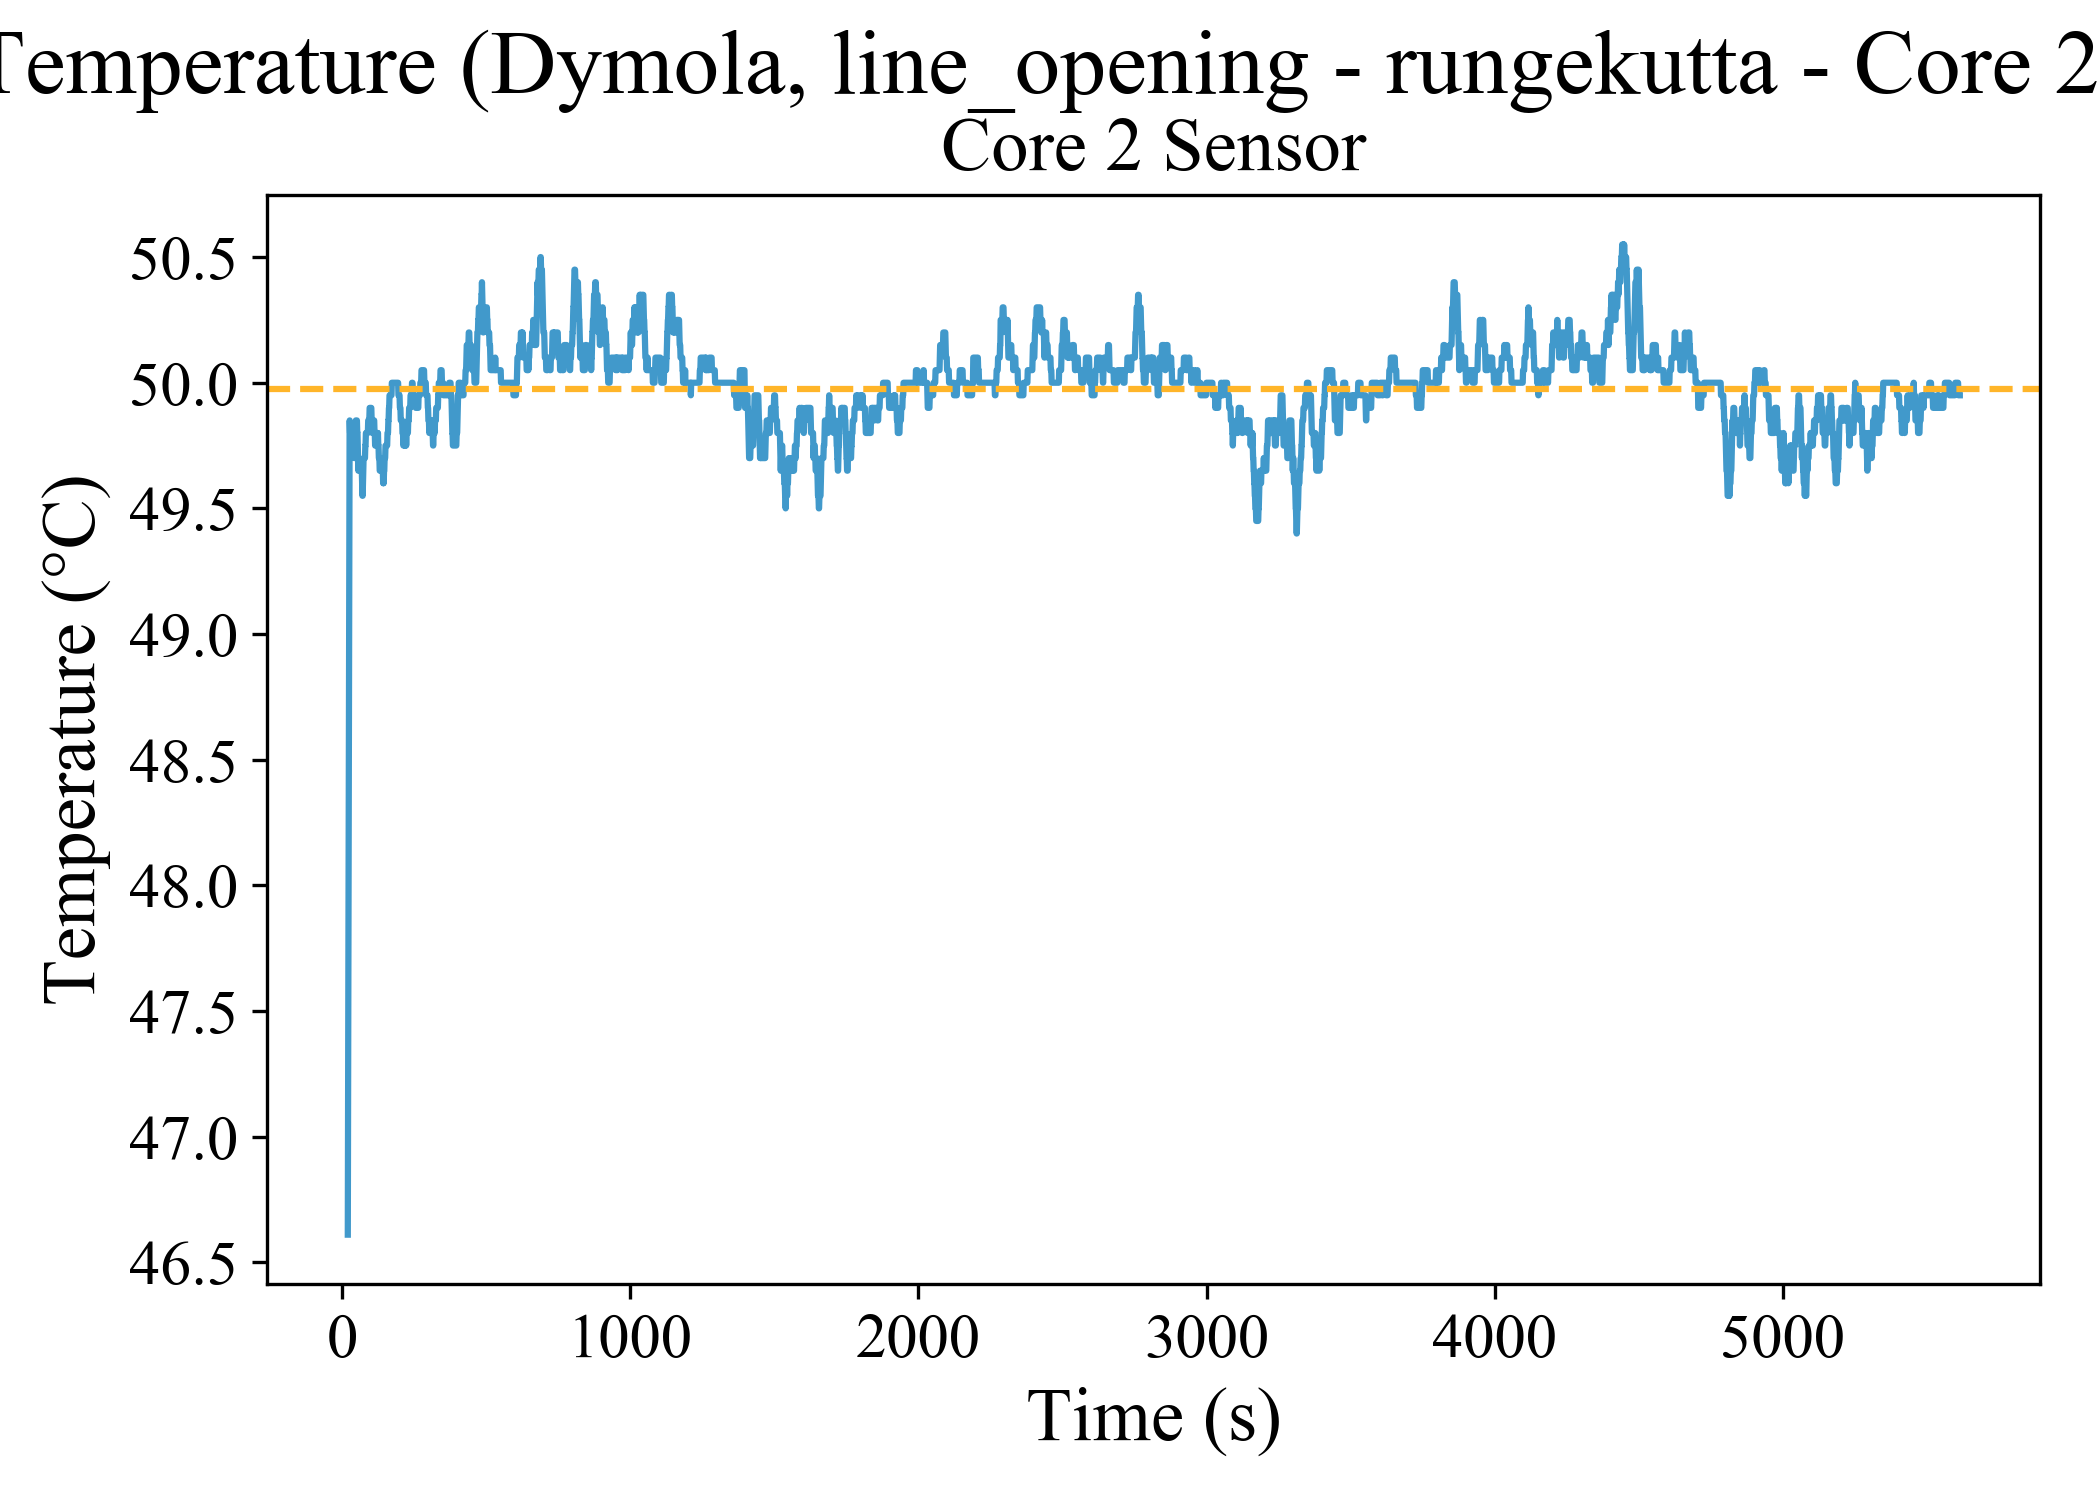 Temperature (Dymola, line_opening - rungekutta - Core 2
Core 2 Sensor
Temperature (°C)
50.5
50.0
49.5
49.0
48.5
48.0
47.5
47.0
46.5
0 1000 2000 3000 4000 5000
Time (s)